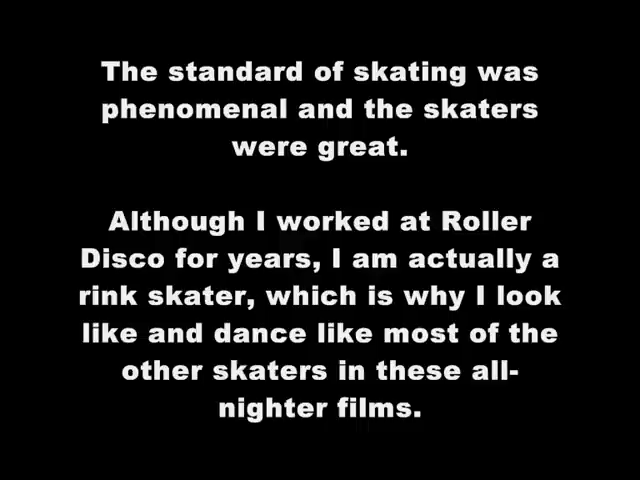 The standard of skating was
phenomenal and the skaters
were great.
Although I worked at Roller
Disco for years, I am actually a
rink skater, which is why I look
like and dance like most of the
other skaters in these all-
nighter films.